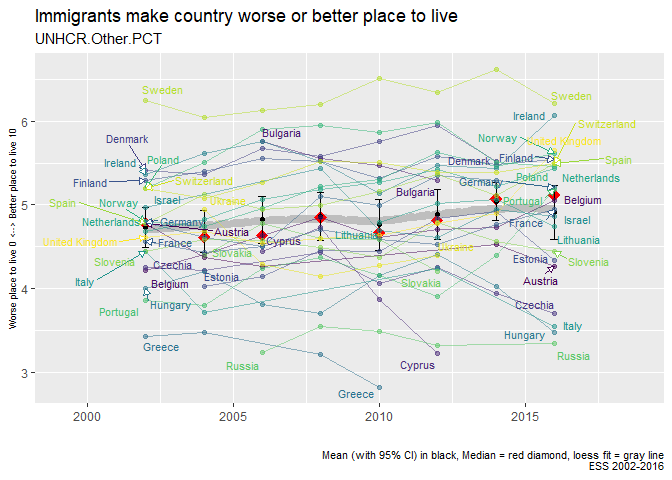 Immigrants make country worse or better place to live
UNHCR.Other.PCT
Worse place to live 0 <--> Better place to live 10
6
5
4
3
Sweden
Sweden
Ireland
Denmark
Bulgaria
Switzerland
Norway
United Kingdom
Ireland
Poland
Denmark
Finland
Spain
Finland
Switzerland
Germany
Poland
Netherlands
Spain
Norway
Israel
Ukraine
Bulgaria
Portugal
Belgium
Netherlands
Germany
Austria
Lithuania
France
Israel
United Kingdom
France
Cyprus
Lithuania
Slovenia
Czechia
Slovakia
Ukraine
Estonia
Slovenia
Italy
Belgium
Estonia
Slovakia
Austria
Portugal
Hungary
Czechia
Italy
Hungary
Greece
Russia
Cyprus
Russia
Greece
2000
2005
2010
2015
Mean (with 95% CI) in black, Median = red diamond, loess fit = gray line
ESS 2002-2016